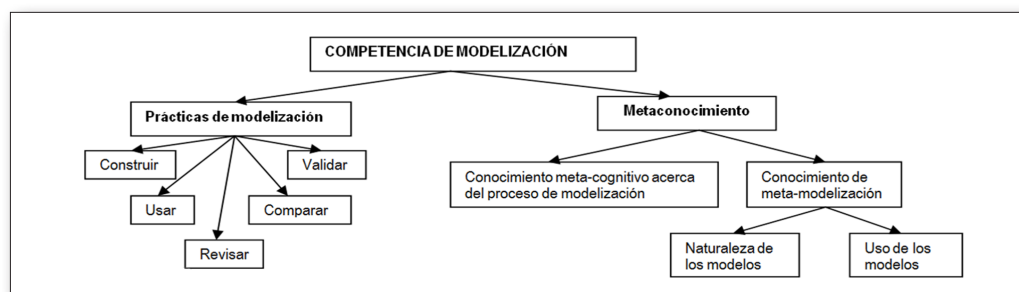 COMPETENCIA DE MODELIZACIÓN
Prácticas de modelización
Metaconocimiento
Construir
Validar
Usar
Comparar
Revisar
Conocimiento meta-cognitivo acerca
del proceso de modelización
Conocimiento de
meta-modelización
Naturaleza de
los modelos
Uso de los
modelos